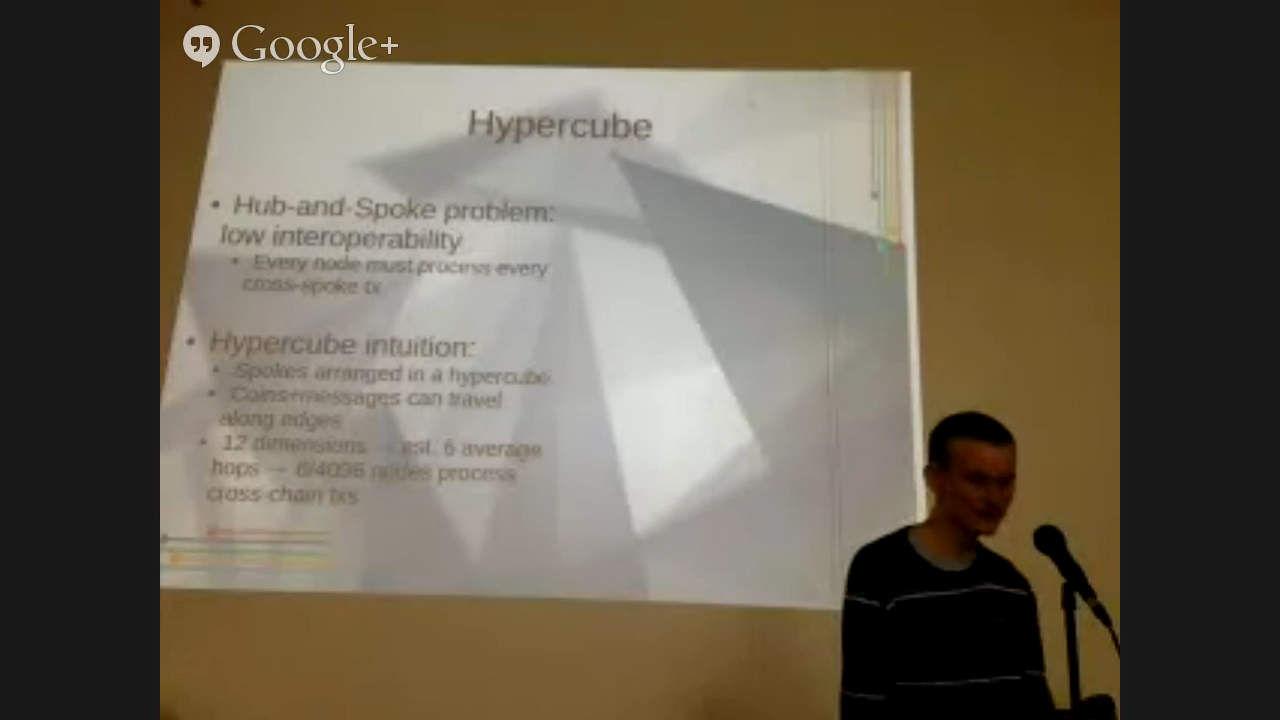 Google+
Hypercube
• Hub-and-Spoke problem:
low interoperability
• Every node must process every
cross-spoke tx
• Hypercube intuition:
• Spokes arranged in a hypercube
• Coins+messages can travel
along edges
• 12 dimensions → est. 6 average
hops → 6/4096 nodes process
cross-chain txs